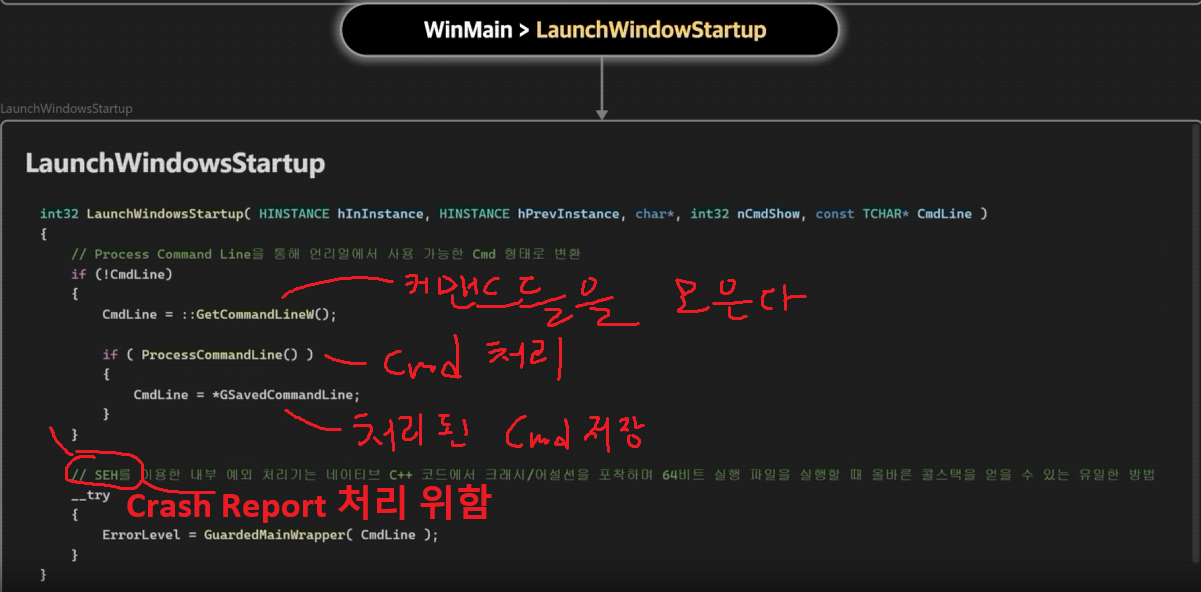 WinMain > LaunchWindowStartup
LaunchWindowsStartup
LaunchWindowsStartup
int32 LaunchWindowsStartup( HINSTANCE hInInstance, HINSTANCE hPrevInstance, char*, int32 nCmdShow, const TCHAR* CmdLine )
{
// Process Command Line을 통해 언리얼에서 사용 가능한 Cmd 형태로 변환
if (!CmdLine)
{
커맨드들을 모은다
CmdLine = ::GetCommandLineW();
if ( ProcessCommandLine() )
Cmd 처리
{
CmdLine = *GSavedCommandLine;
}
처리된 Cmd 저장
}
// SEH를 이용한 내부 예외 처리기는 네이티브 C++ 코드에서 크래시/어설션을 포착하며 64비트 실행 파일을 실행할 때 올바른 콜스택을 얻을 수 있는 유일한 방법
__try
Crash Report 처리 위함
{
ErrorLevel = GuardedMainWrapper( CmdLine );
}
}